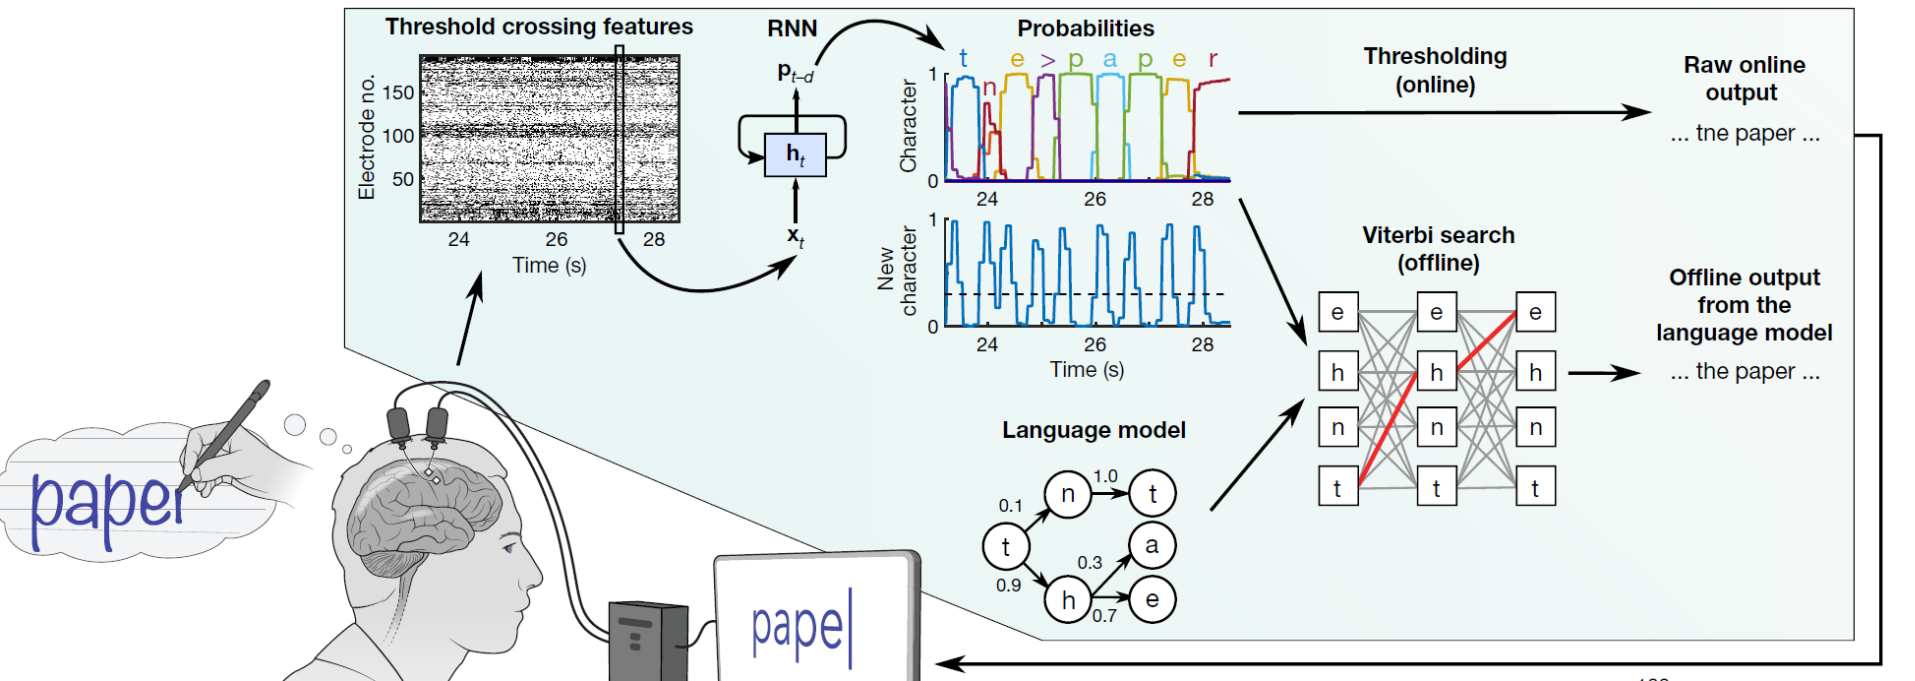 Threshold crossing features
Electrode no.
150
100
50
24 26 28
Time (s)
RNN
p t–d
h t
x t
Probabilities
t e > p a p e r
n
Character
1
0
24 26 28
New
character
1
0
24 26 28
Time (s)
Thresholding
(online)
Raw online
output
... tne paper ...
Viterbi search
(offline)
e e e
h h h
n n n
t t t
Offline output
from the
language model
... the paper ...
Language model
t
0.1
n
1.0
t
0.9
h
0.3
a
0.7
e
paper
pape